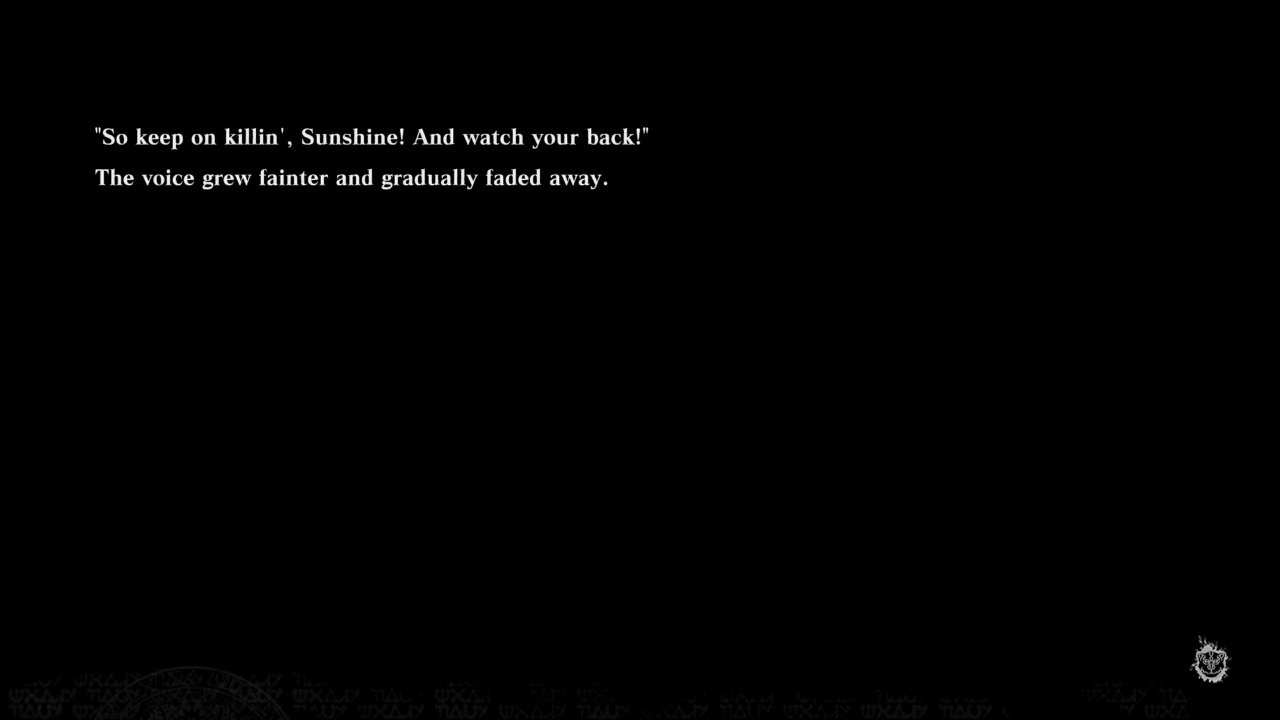 "So keep on killin', Sunshine! And watch your back!"
The voice grew fainter and gradually faded away.